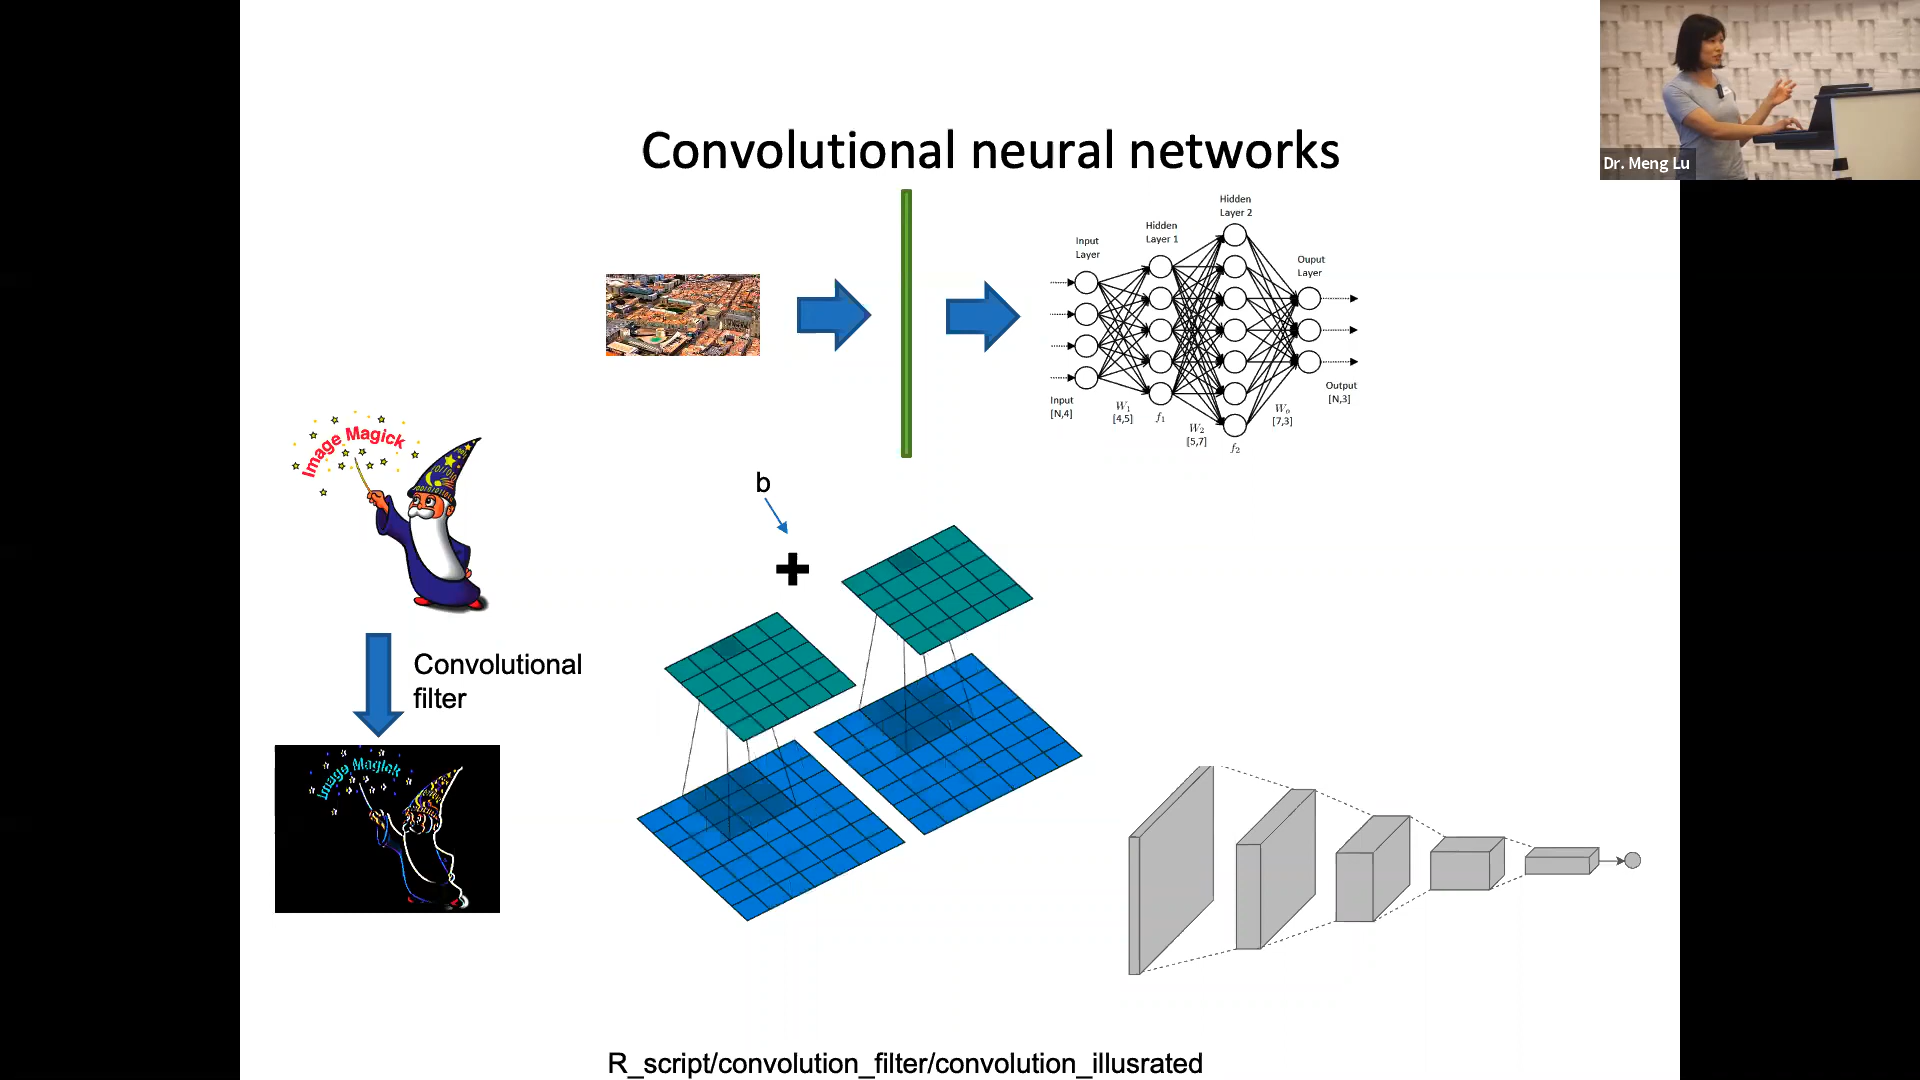 Dr. Meng Lu
Convolutional neural networks
Input
Layer
Hidden
Layer 1
Hidden
Layer 2
Ouput
Layer
Input
[N,4]
W1
[4,5]
f1
W2
[5,7]
f2
Wo
[7,3]
Output
[N,3]
Image Magick
b
Convolutional
filter
Image Magick
R_script/convolution_filter/convolution_illusrated